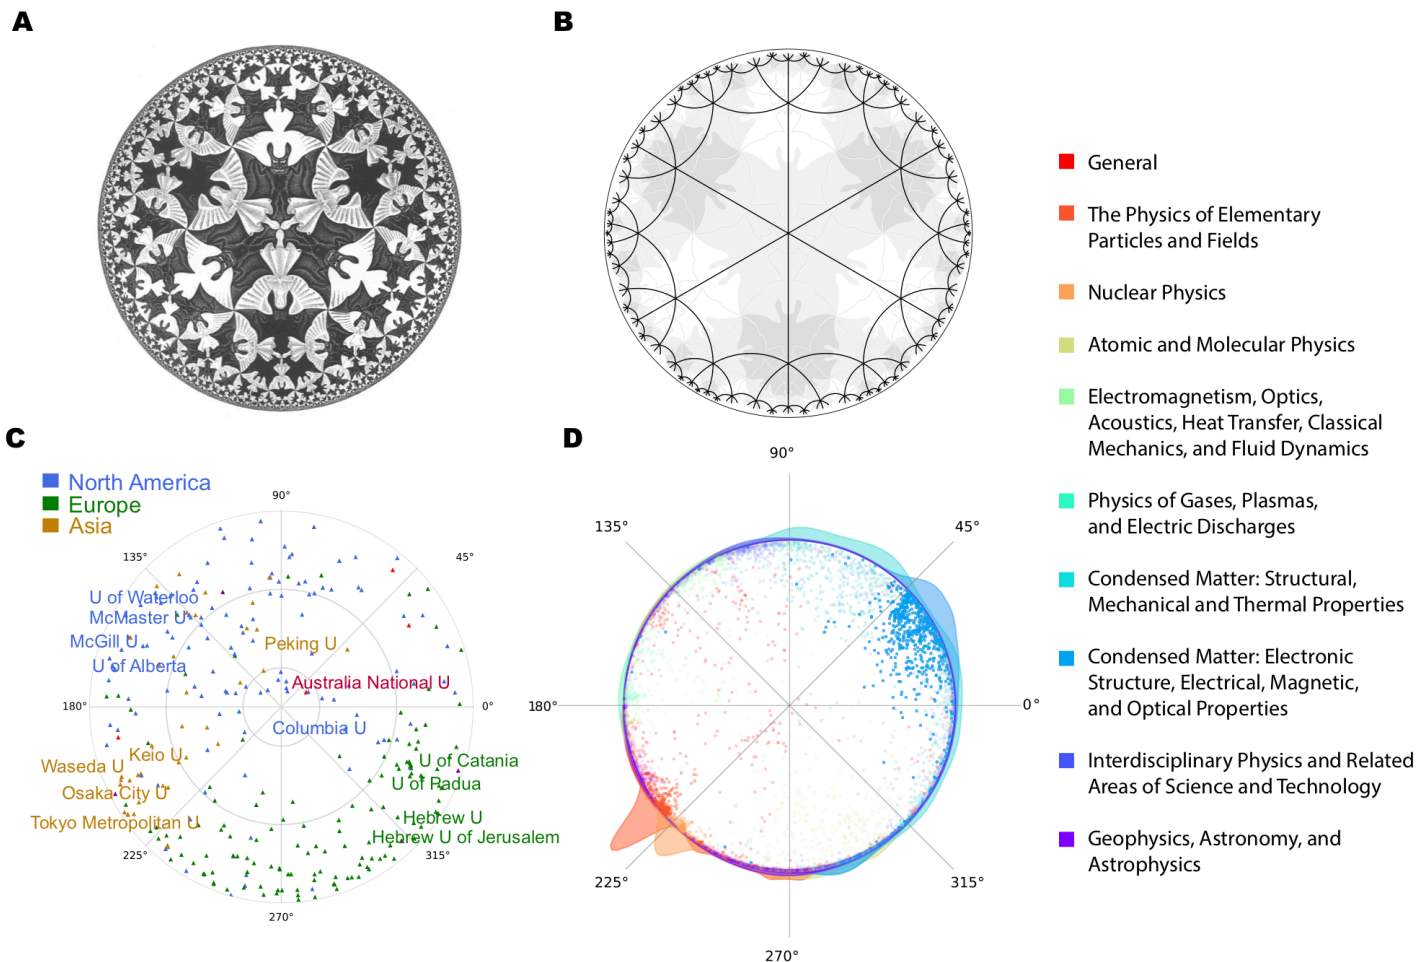 A
B
General
The Physics of Elementary
Particles and Fields
Nuclear Physics
Atomic and Molecular Physics
Electromagnetism, Optics,
Acoustics, Heat Transfer, Classical
Mechanics, and Fluid Dynamics
Physics of Gases, Plasmas,
and Electric Discharges
Condensed Matter: Structural,
Mechanical and Thermal Properties
Condensed Matter: Electronic
Structure, Electrical, Magnetic,
and Optical Properties
Interdisciplinary Physics and Related
Areas of Science and Technology
Geophysics, Astronomy, and
Astrophysics
C
North America
Europe
Asia
90°
135°
45°
U of Waterloo
McMaster U
McGill U
Peking U
U of Alberta
Australia National U
180°
0°
Columbia U
Keio U
U of Catania
Waseda U
U of Radua
Osaka City U
Hebrew U
Tokyo Metropolitan U
Hebrew U of Jerusalem
225°
315°
270°
D
90°
135°
45°
180°
0°
225°
315°
270°